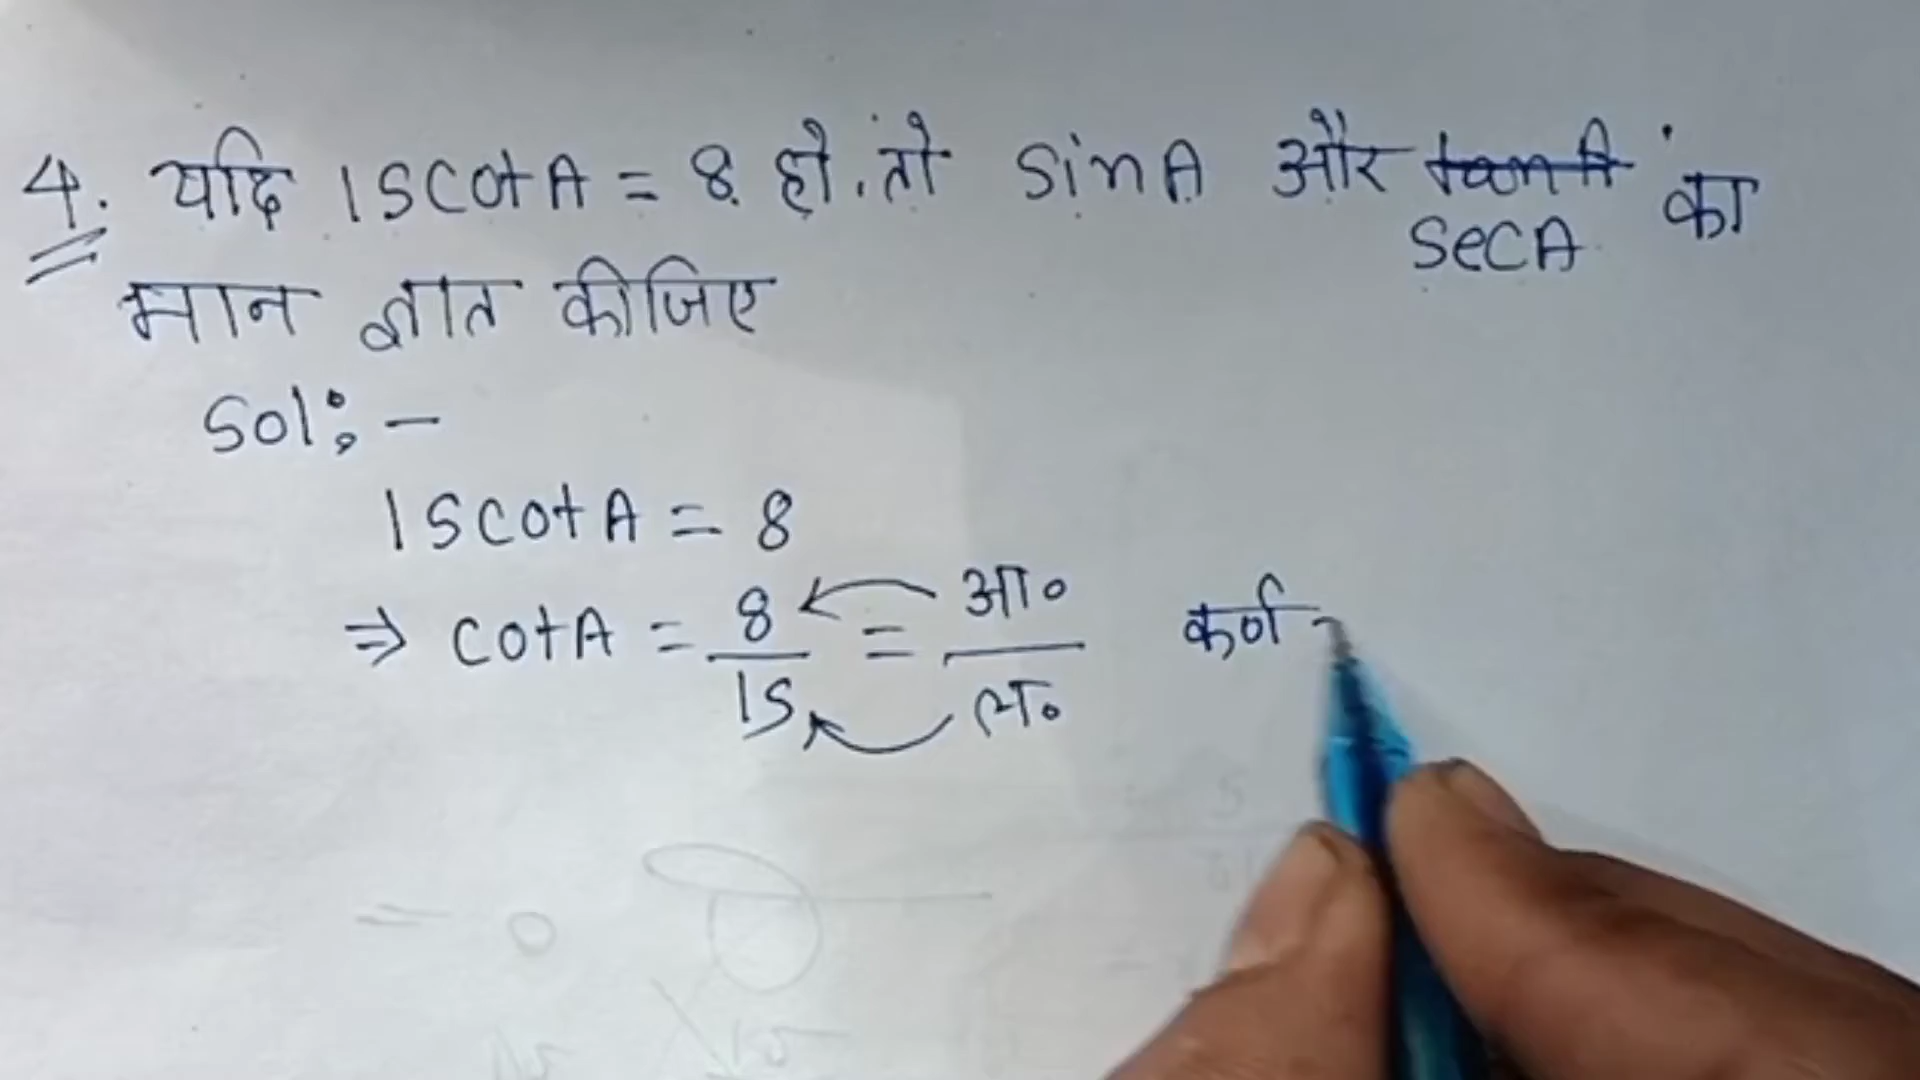 4. यदि 15cotA = 8 हो. तो sinA और tanA का
secA
मान ज्ञात कीजिए
Sol: -
15cotA = 8
⇒ cotA = 8/15 = आ०/ल० कर्ण -